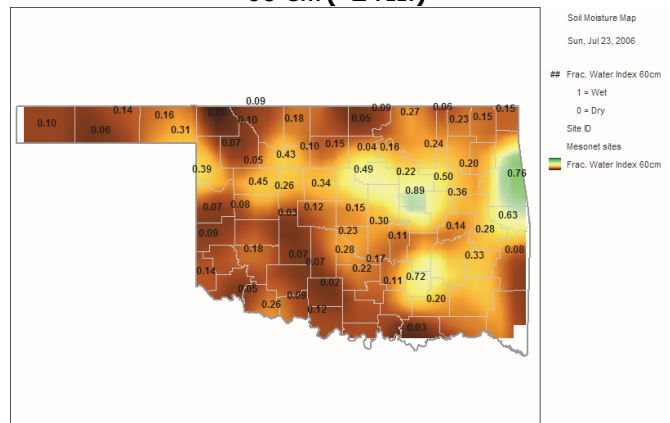 Soil Moisture Map
Sun, Jul 23, 2006
## Frac. Water Index 60cm
1 = Wet
0 = Dry
Site ID
Mesonet sites
Frac. Water Index 60cm
0.09
0.14 0.16 0.10 0.18 0.05 0.09 0.27 0.23 0.15 0.15
0.10 0.06 0.31
0.07 0.05 0.43 0.10 0.15 0.04 0.16 0.24 0.20
0.39 0.45 0.26 0.34 0.49 0.22 0.50 0.36 0.76
0.89
0.07 0.08 0.03 0.12 0.15 0.63
0.09 0.23 0.30 0.11 0.14 0.28
0.18 0.07 0.07 0.28 0.17 0.33 0.08
0.14 0.22 0.72
0.05 0.02 0.11
0.26 0.09 0.12 0.20
0.03